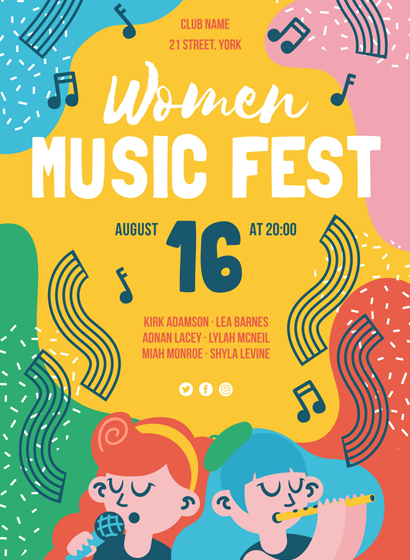 CLUB NAME
21 STREET. YORK
Women
MUSIC FEST
AUGUST 16 AT 20:00
KIRK ADAMSON · LEA BARNES
ADNAN LACEY · LYLAH MCNEIL
MIAH MONROE · SHYLA LEVINE